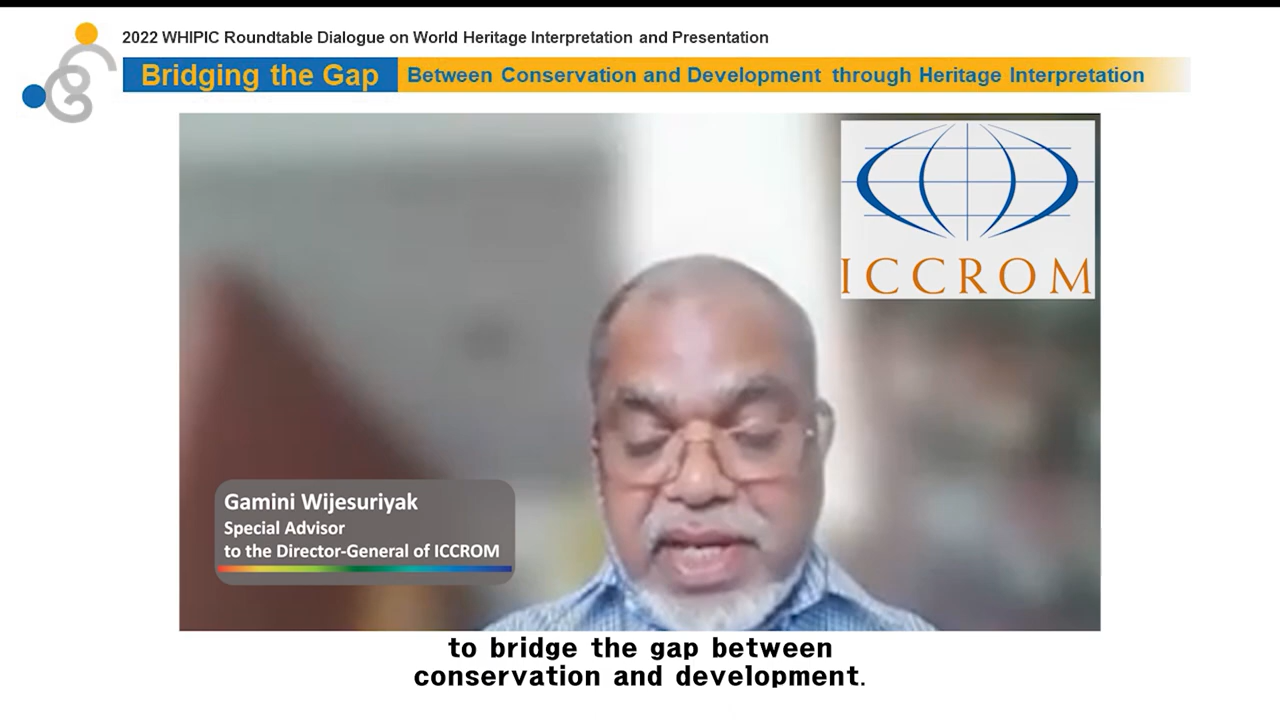 2022 WHIPIC Roundtable Dialogue on World Heritage Interpretation and Presentation
Bridging the Gap Between Conservation and Development through Heritage Interpretation
ICCROM
Gamini Wijesuriyak
Special Advisor
to the Director-General of ICCROM
to bridge the gap between
conservation and development.